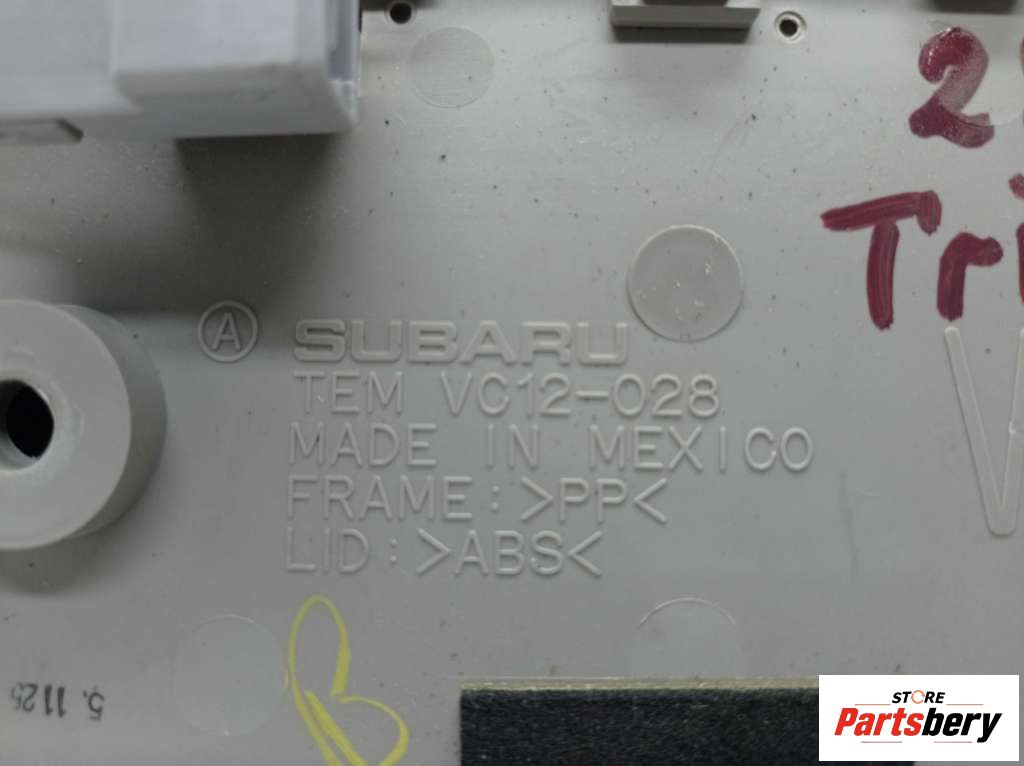 Ⓐ SUBARU
TEM VC12-028
MADE IN MEXICO
FRAME: >PP<
LID: >ABS<
B
STORE
Partsbery